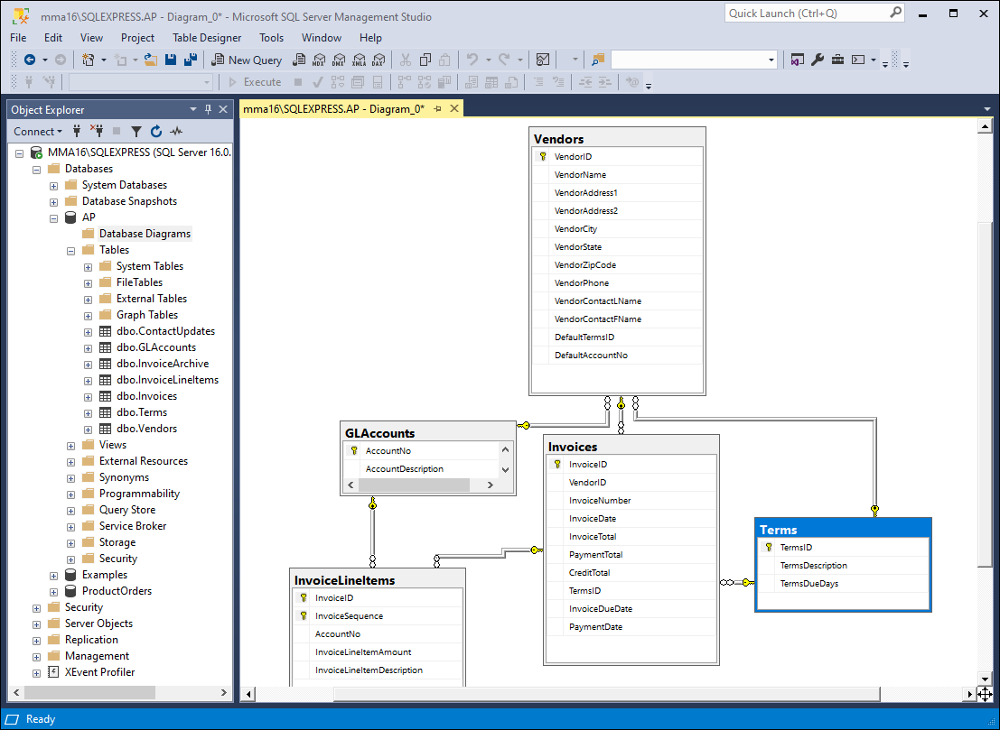 mma16\SQLEXPRESS.AP - Diagram_0* - Microsoft SQL Server Management Studio
Quick Launch (Ctrl+Q)
File Edit View Project Table Designer Tools Window Help
New Query
MDX DMX XMLA DAX
Execute
Object Explorer
Connect
MMA16\SQLEXPRESS (SQL Server 16.0.
Databases
System Databases
Database Snapshots
AP
Database Diagrams
Tables
System Tables
FileTables
External Tables
Graph Tables
dbo.ContactUpdates
dbo.GLAccounts
dbo.InvoiceArchive
dbo.InvoiceLineItems
dbo.Invoices
dbo.Terms
dbo.Vendors
Views
External Resources
Synonyms
Programmability
Query Store
Service Broker
Storage
Security
Examples
ProductOrders
Security
Server Objects
Replication
Management
XEvent Profiler
mma16\SQLEXPRESS.AP - Diagram_0*
Vendors
VendorID
VendorName
VendorAddress1
VendorAddress2
VendorCity
VendorState
VendorZipCode
VendorPhone
VendorContactLName
VendorContactFName
DefaultTermsID
DefaultAccountNo
GLAccounts
AccountNo
AccountDescription
Invoices
InvoiceID
VendorID
InvoiceNumber
InvoiceDate
InvoiceTotal
PaymentTotal
CreditTotal
TermsID
InvoiceDueDate
PaymentDate
Terms
TermsID
TermsDescription
TermsDueDays
InvoiceLineItems
InvoiceID
InvoiceSequence
AccountNo
InvoiceLineItemAmount
InvoiceLineItemDescription
Ready